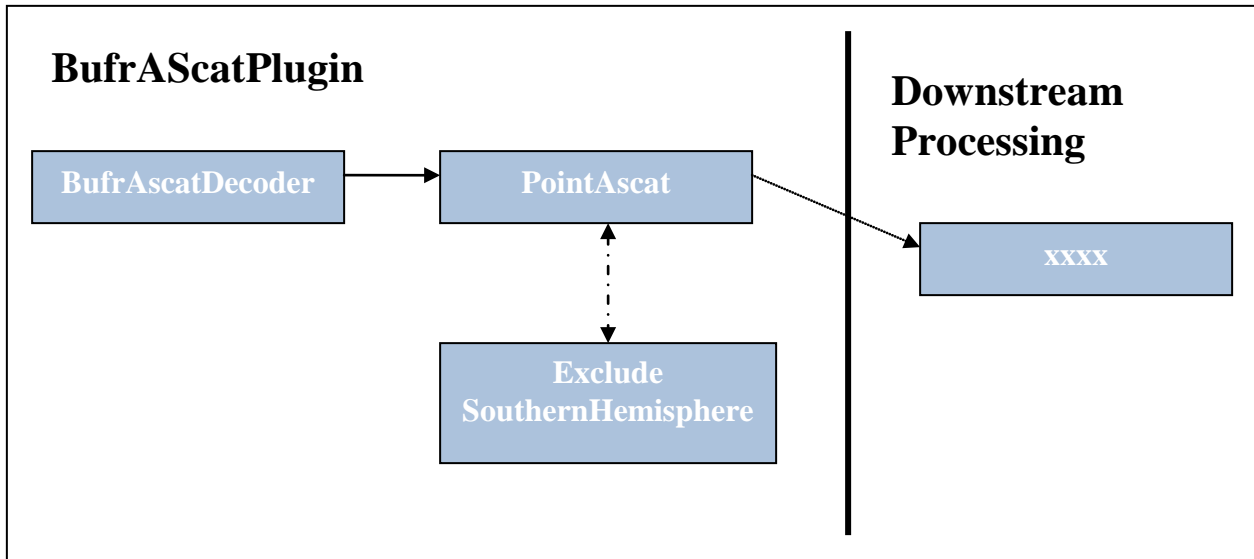 BufrAScatPlugin
Downstream
Processing
BufrAscatDecoder
PointAscat
xxxx
Exclude
SouthernHemisphere